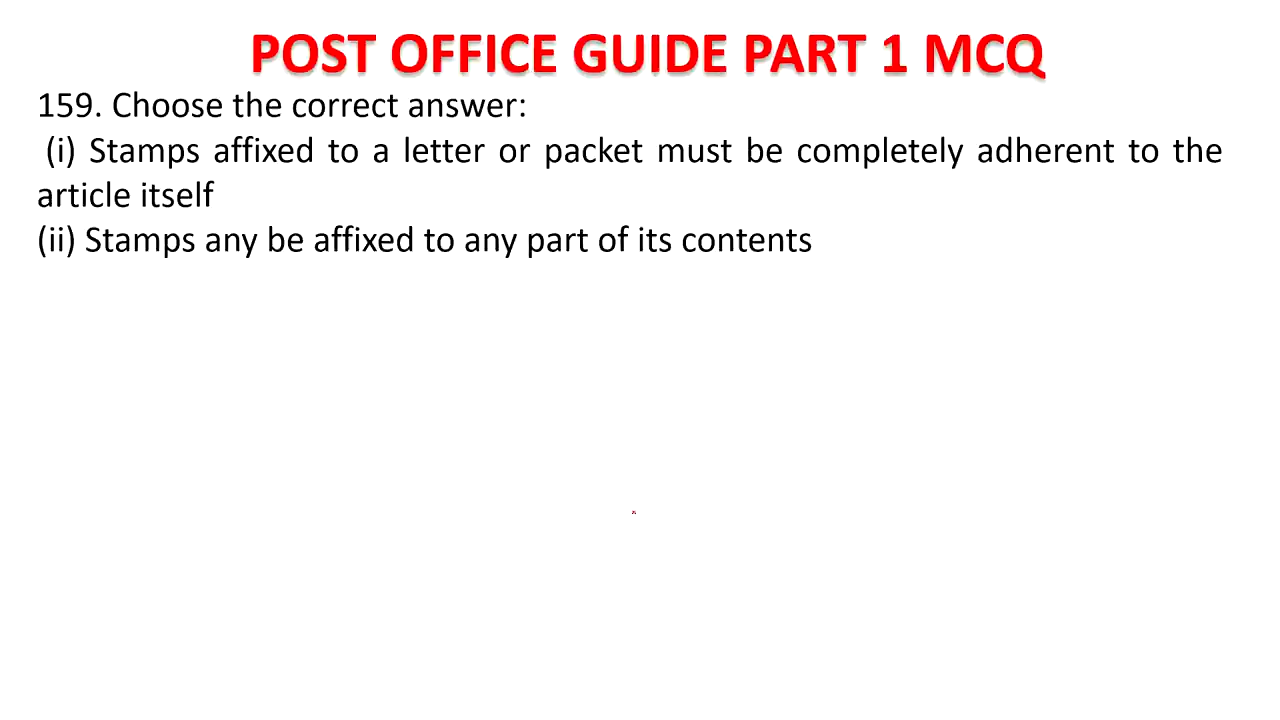 POST OFFICE GUIDE PART 1 MCQ
159. Choose the correct answer:
(i) Stamps affixed to a letter or packet must be completely adherent to the
article itself
(ii) Stamps any be affixed to any part of its contents